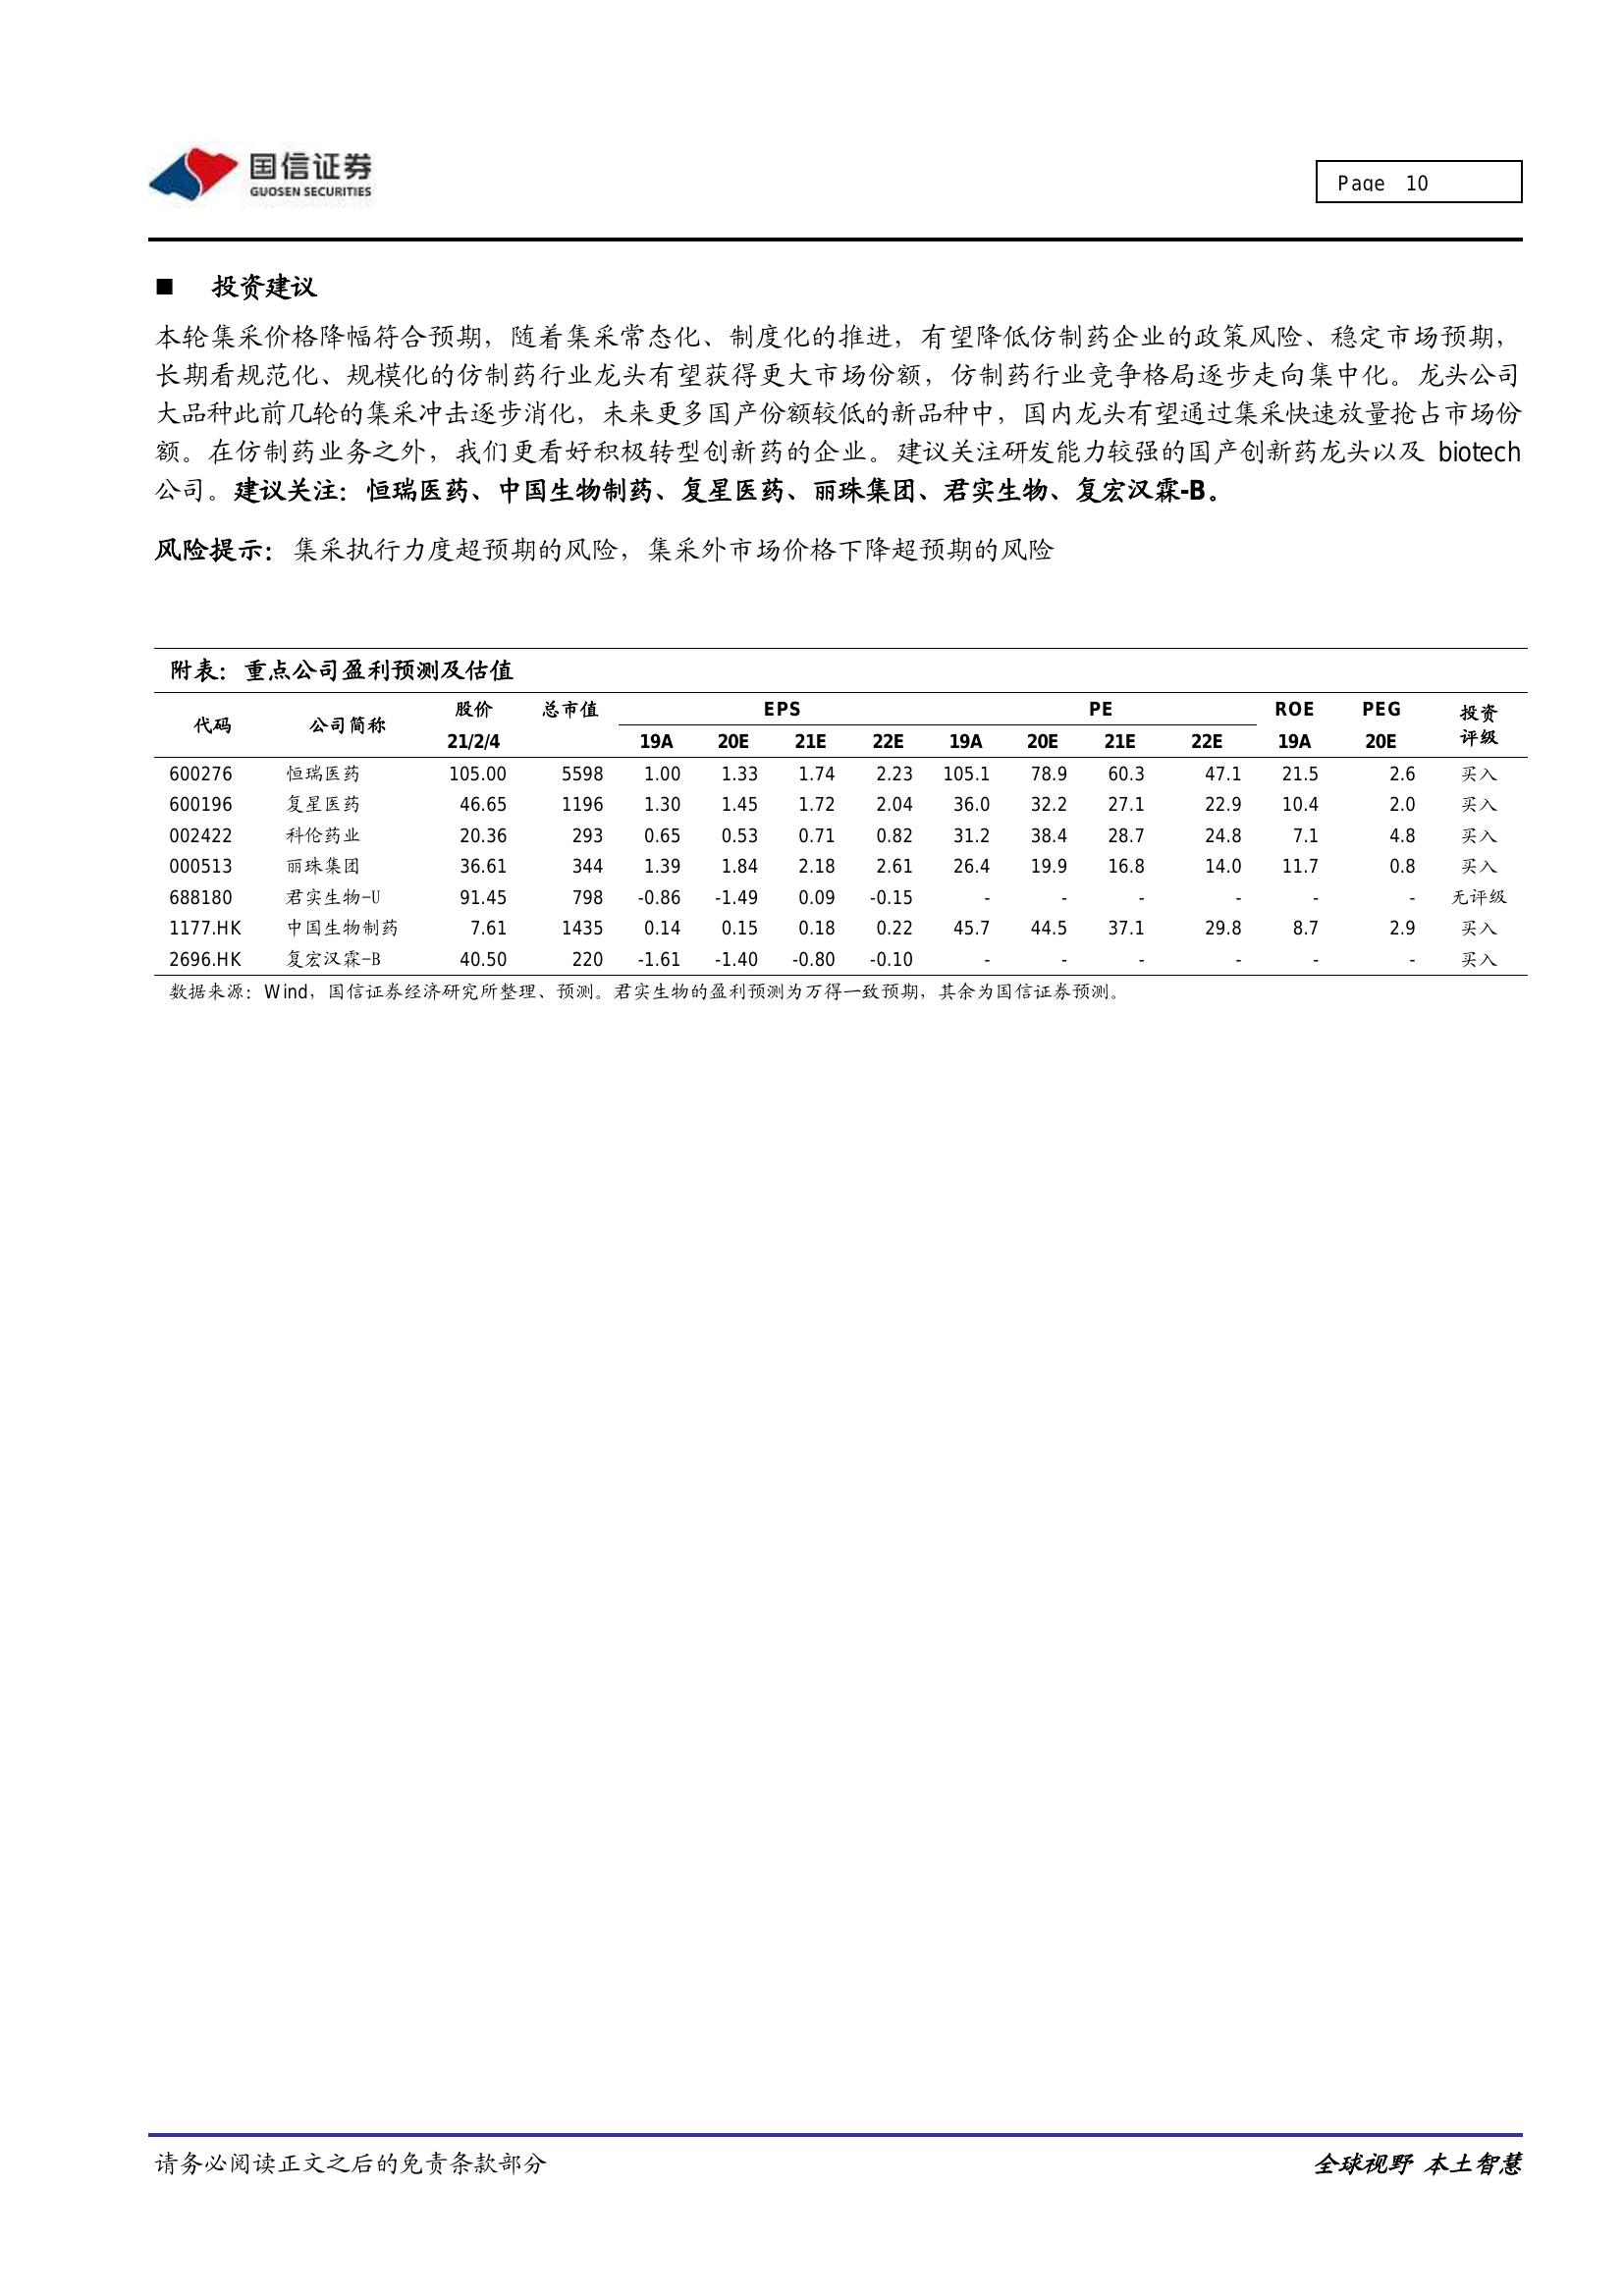 国信证券
GUOSEN SECURITIES
Page 10
■ 投资建议
本轮集采价格降幅符合预期，随着集采常态化、制度化的推进，有望降低仿制药企业的政策风险、稳定市场预期，
长期看规范化、规模化的仿制药行业龙头有望获得更大市场份额，仿制药行业竞争格局逐步走向集中化。龙头公司
大品种此前几轮的集采冲击逐步消化，未来更多国产份额较低的新品种中，国内龙头有望通过集采快速放量抢占市场份
额。在仿制药业务之外，我们更看好积极转型创新药的企业。建议关注研发能力较强的国产创新药龙头以及 biotech
公司。建议关注：恒瑞医药、中国生物制药、复星医药、丽珠集团、君实生物、复宏汉霖-B。
风险提示：集采执行力度超预期的风险，集采外市场价格下降超预期的风险
附表：重点公司盈利预测及估值
代码 公司简称 股价 总市值 EPS PE ROE PEG 投资
21/2/4 19A 20E 21E 22E 19A 20E 21E 22E 19A 20E 评级
600276 恒瑞医药 105.00 5598 1.00 1.33 1.74 2.23 105.1 78.9 60.3 47.1 21.5 2.6 买入
600196 复星医药 46.65 1196 1.30 1.45 1.72 2.04 36.0 32.2 27.1 22.9 10.4 2.0 买入
002422 科伦药业 20.36 293 0.65 0.53 0.71 0.82 31.2 38.4 28.7 24.8 7.1 4.8 买入
000513 丽珠集团 36.61 344 1.39 1.84 2.18 2.61 26.4 19.9 16.8 14.0 11.7 0.8 买入
688180 君实生物-U 91.45 798 -0.86 -1.49 0.09 -0.15 - - - - - - 无评级
1177.HK 中国生物制药 7.61 1435 0.14 0.15 0.18 0.22 45.7 44.5 37.1 29.8 8.7 2.9 买入
2696.HK 复宏汉霖-B 40.50 220 -1.61 -1.40 -0.80 -0.10 - - - - - - 买入
数据来源：Wind，国信证券经济研究所整理、预测。君实生物的盈利预测为万得一致预期，其余为国信证券预测。
请务必阅读正文之后的免责条款部分
全球视野 本土智慧